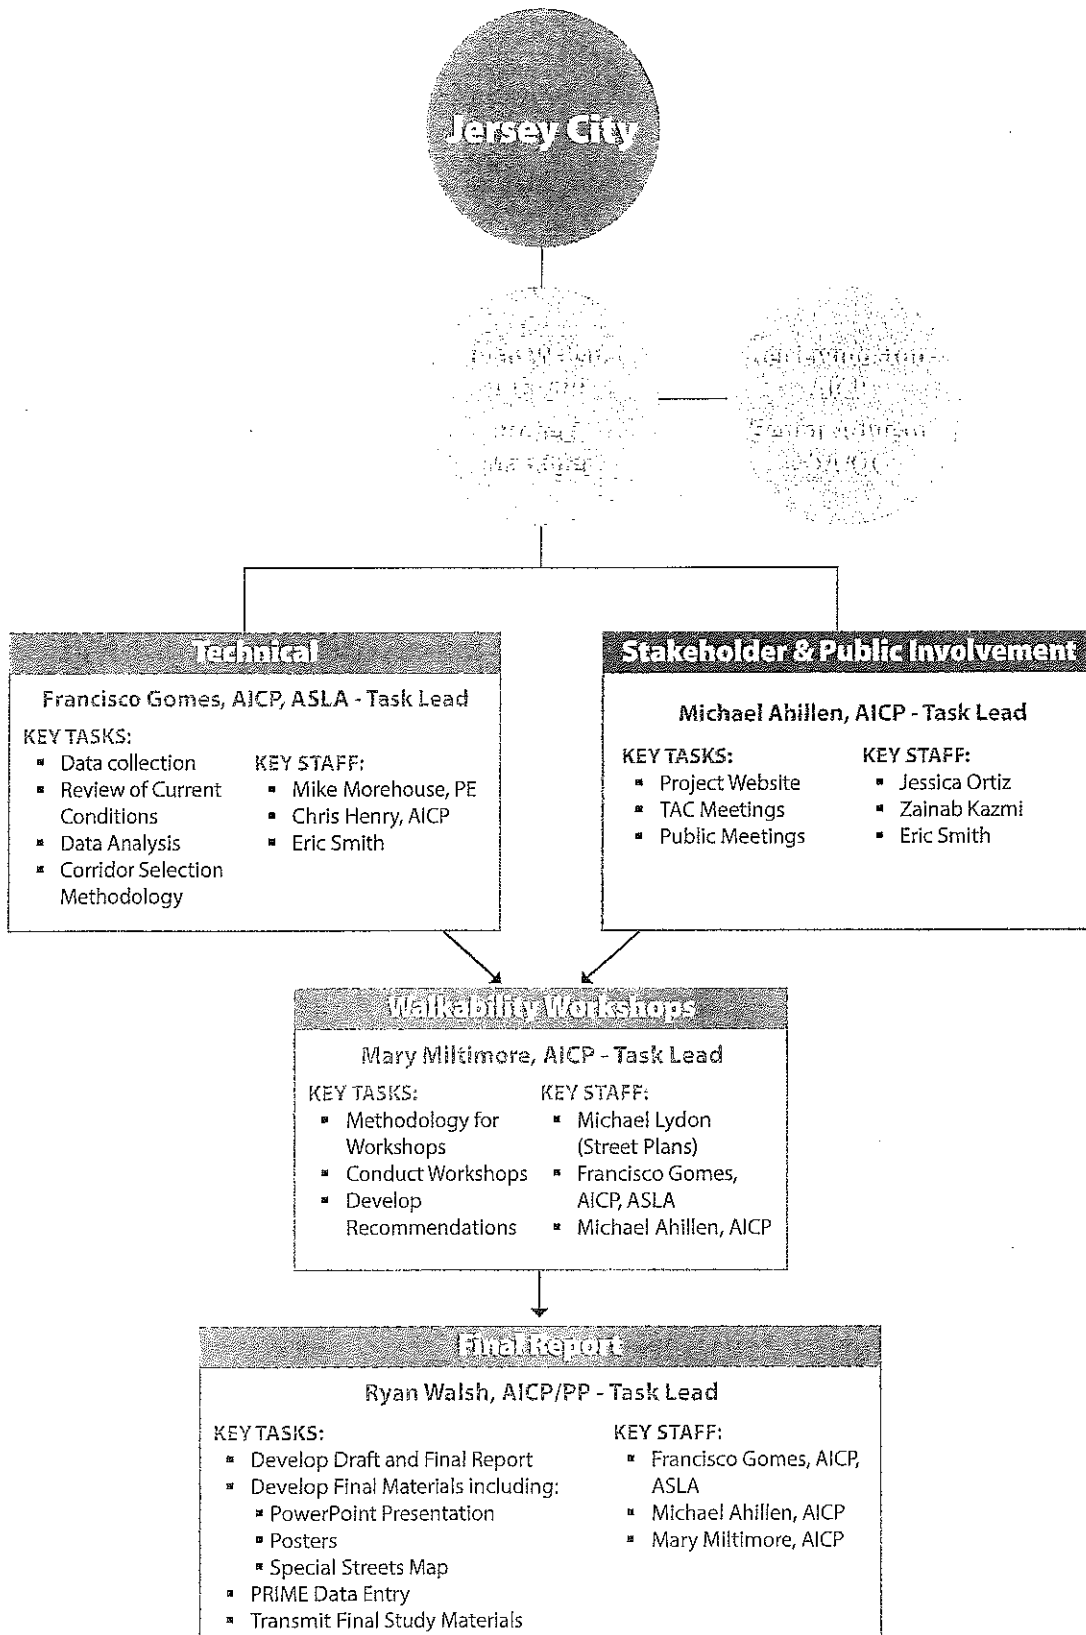 Jersey City
Technical
Francisco Gomes, AICP, ASLA - Task Lead
KEY TASKS:
▪ Data collection
▪ Review of Current
Conditions
▪ Data Analysis
▪ Corridor Selection
Methodology
KEY STAFF:
▪ Mike Morehouse, PE
▪ Chris Henry, AICP
▪ Eric Smith
Stakeholder & Public Involvement
Michael Ahillen, AICP - Task Lead
KEY TASKS:
▪ Project Website
▪ TAC Meetings
▪ Public Meetings
KEY STAFF:
▪ Jessica Ortiz
▪ Zainab Kazmi
▪ Eric Smith
Walkability Workshops
Mary Miltimore, AICP - Task Lead
KEY TASKS:
▪ Methodology for
Workshops
▪ Conduct Workshops
▪ Develop
Recommendations
KEY STAFF:
▪ Michael Lydon
(Street Plans)
▪ Francisco Gomes,
AICP, ASLA
▪ Michael Ahillen, AICP
Final Report
Ryan Walsh, AICP/PP - Task Lead
KEY TASKS:
▪ Develop Draft and Final Report
▪ Develop Final Materials including:
▪ PowerPoint Presentation
▪ Posters
▪ Special Streets Map
▪ PRIME Data Entry
▪ Transmit Final Study Materials
KEY STAFF:
▪ Francisco Gomes, AICP,
ASLA
▪ Michael Ahillen, AICP
▪ Mary Miltimore, AICP